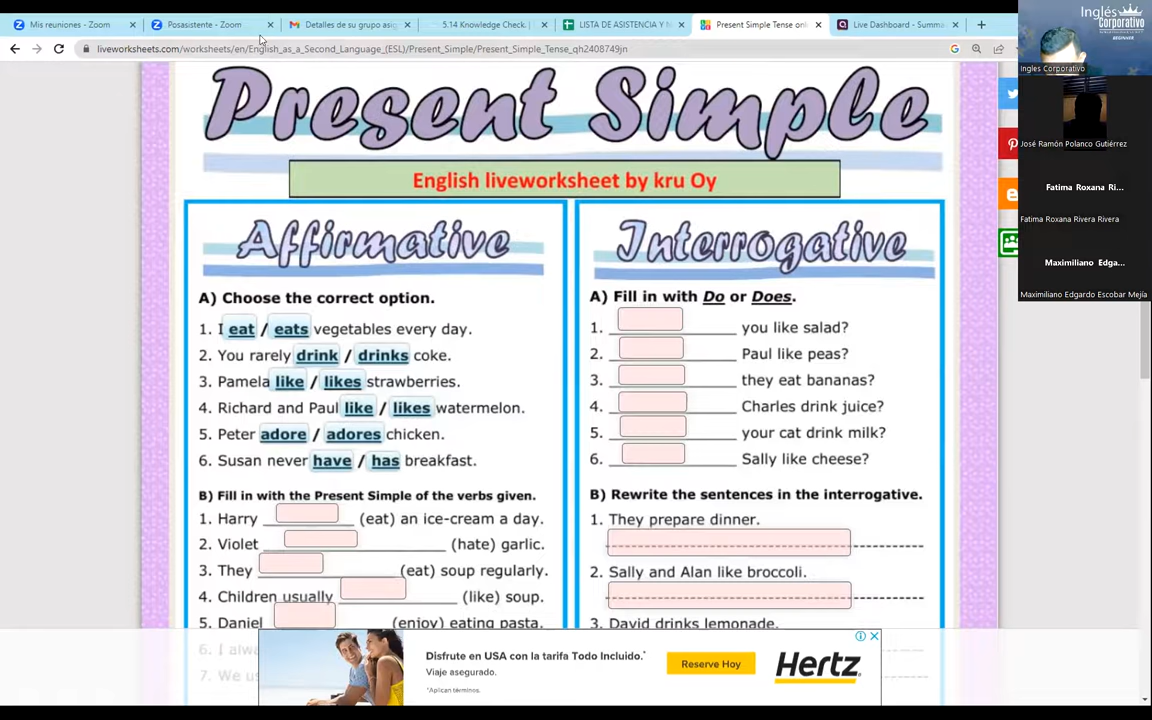 Mis reuniones - Zoom
Posasistente - Zoom
Detalles de su grupo asig
5.14 Knowledge Check. |
LISTA DE ASISTENCIA Y N
Present Simple Tense onl
Live Dashboard - Summa
liveworksheets.com/worksheets/en/English_as_a_Second_Language_(ESL)/Present_Simple/Present_Simple_Tense_qh2408749jn
Present Simple
English liveworksheet by kru Oy
Affirmative
A) Choose the correct option.
1. I eat / eats vegetables every day.
2. You rarely drink / drinks coke.
3. Pamela like / likes strawberries.
4. Richard and Paul like / likes watermelon.
5. Peter adore / adores chicken.
6. Susan never have / has breakfast.
B) Fill in with the Present Simple of the verbs given.
1. Harry (eat) an ice-cream a day.
2. Violet (hate) garlic.
3. They (eat) soup regularly.
4. Children usually (like) soup.
5. Daniel (enjoy) eating pasta.
6. I alwa
7. We us
Interrogative
A) Fill in with Do or Does.
1. you like salad?
2. Paul like peas?
3. they eat bananas?
4. Charles drink juice?
5. your cat drink milk?
6. Sally like cheese?
B) Rewrite the sentences in the interrogative.
1. They prepare dinner.
2. Sally and Alan like broccoli.
3. David drinks lemonade.
Disfrute en USA con la tarifa Todo Incluido.*
Viaje asegurado.
*Aplican términos.
Reserve Hoy
Hertz
Inglés
Corporativo
BEGINNER
Ingles Corporativo
José Ramón Polanco Gutiérrez
Fatima Roxana Ri...
Fatima Roxana Rivera Rivera
Maximiliano Edga...
Maximiliano Edgardo Escobar Mejía